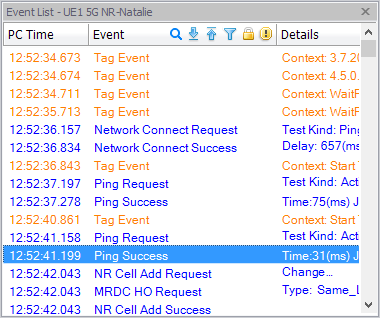 Event List - UE1 5G NR-Natalie
PC Time Event Details
12:52:34.673 Tag Event Context: 3.7.20
12:52:34.674 Tag Event Context: 4.5.0.
12:52:34.711 Tag Event Context: WaitF
12:52:35.713 Tag Event Context: WaitF
12:52:36.157 Network Connect Request Test Kind: Ping
12:52:36.834 Network Connect Success Delay: 657(ms)
12:52:36.843 Tag Event Context: Start
12:52:37.197 Ping Request Test Kind: Acti
12:52:37.278 Ping Success Time:75(ms) J
12:52:40.861 Tag Event Context: Start
12:52:41.158 Ping Request Test Kind: Acti
12:52:41.199 Ping Success Time:31(ms) J
12:52:42.043 NR Cell Add Request Change...
12:52:42.043 MRDC HO Request Type: Same_L
12:52:42.043 NR Cell Add Success